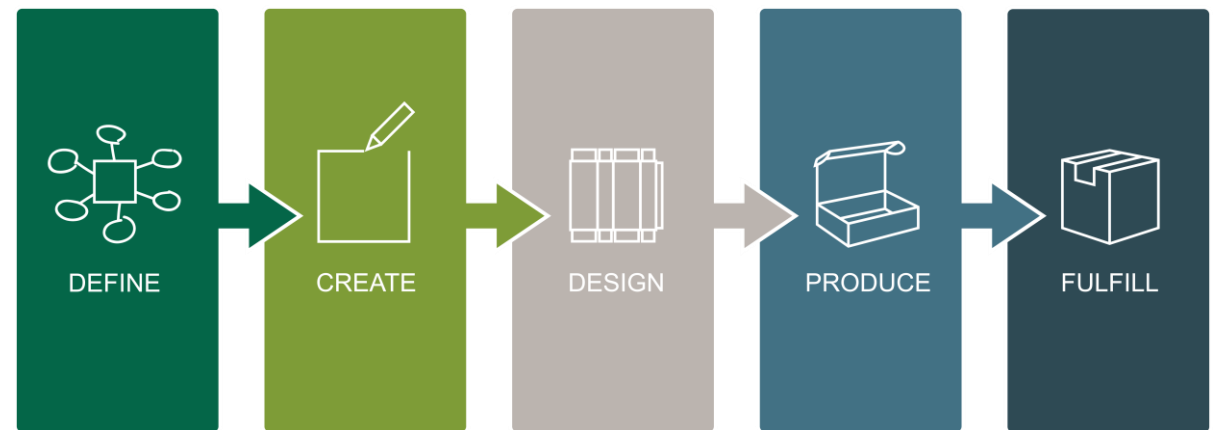 DEFINE
CREATE
DESIGN
PRODUCE
FULFILL